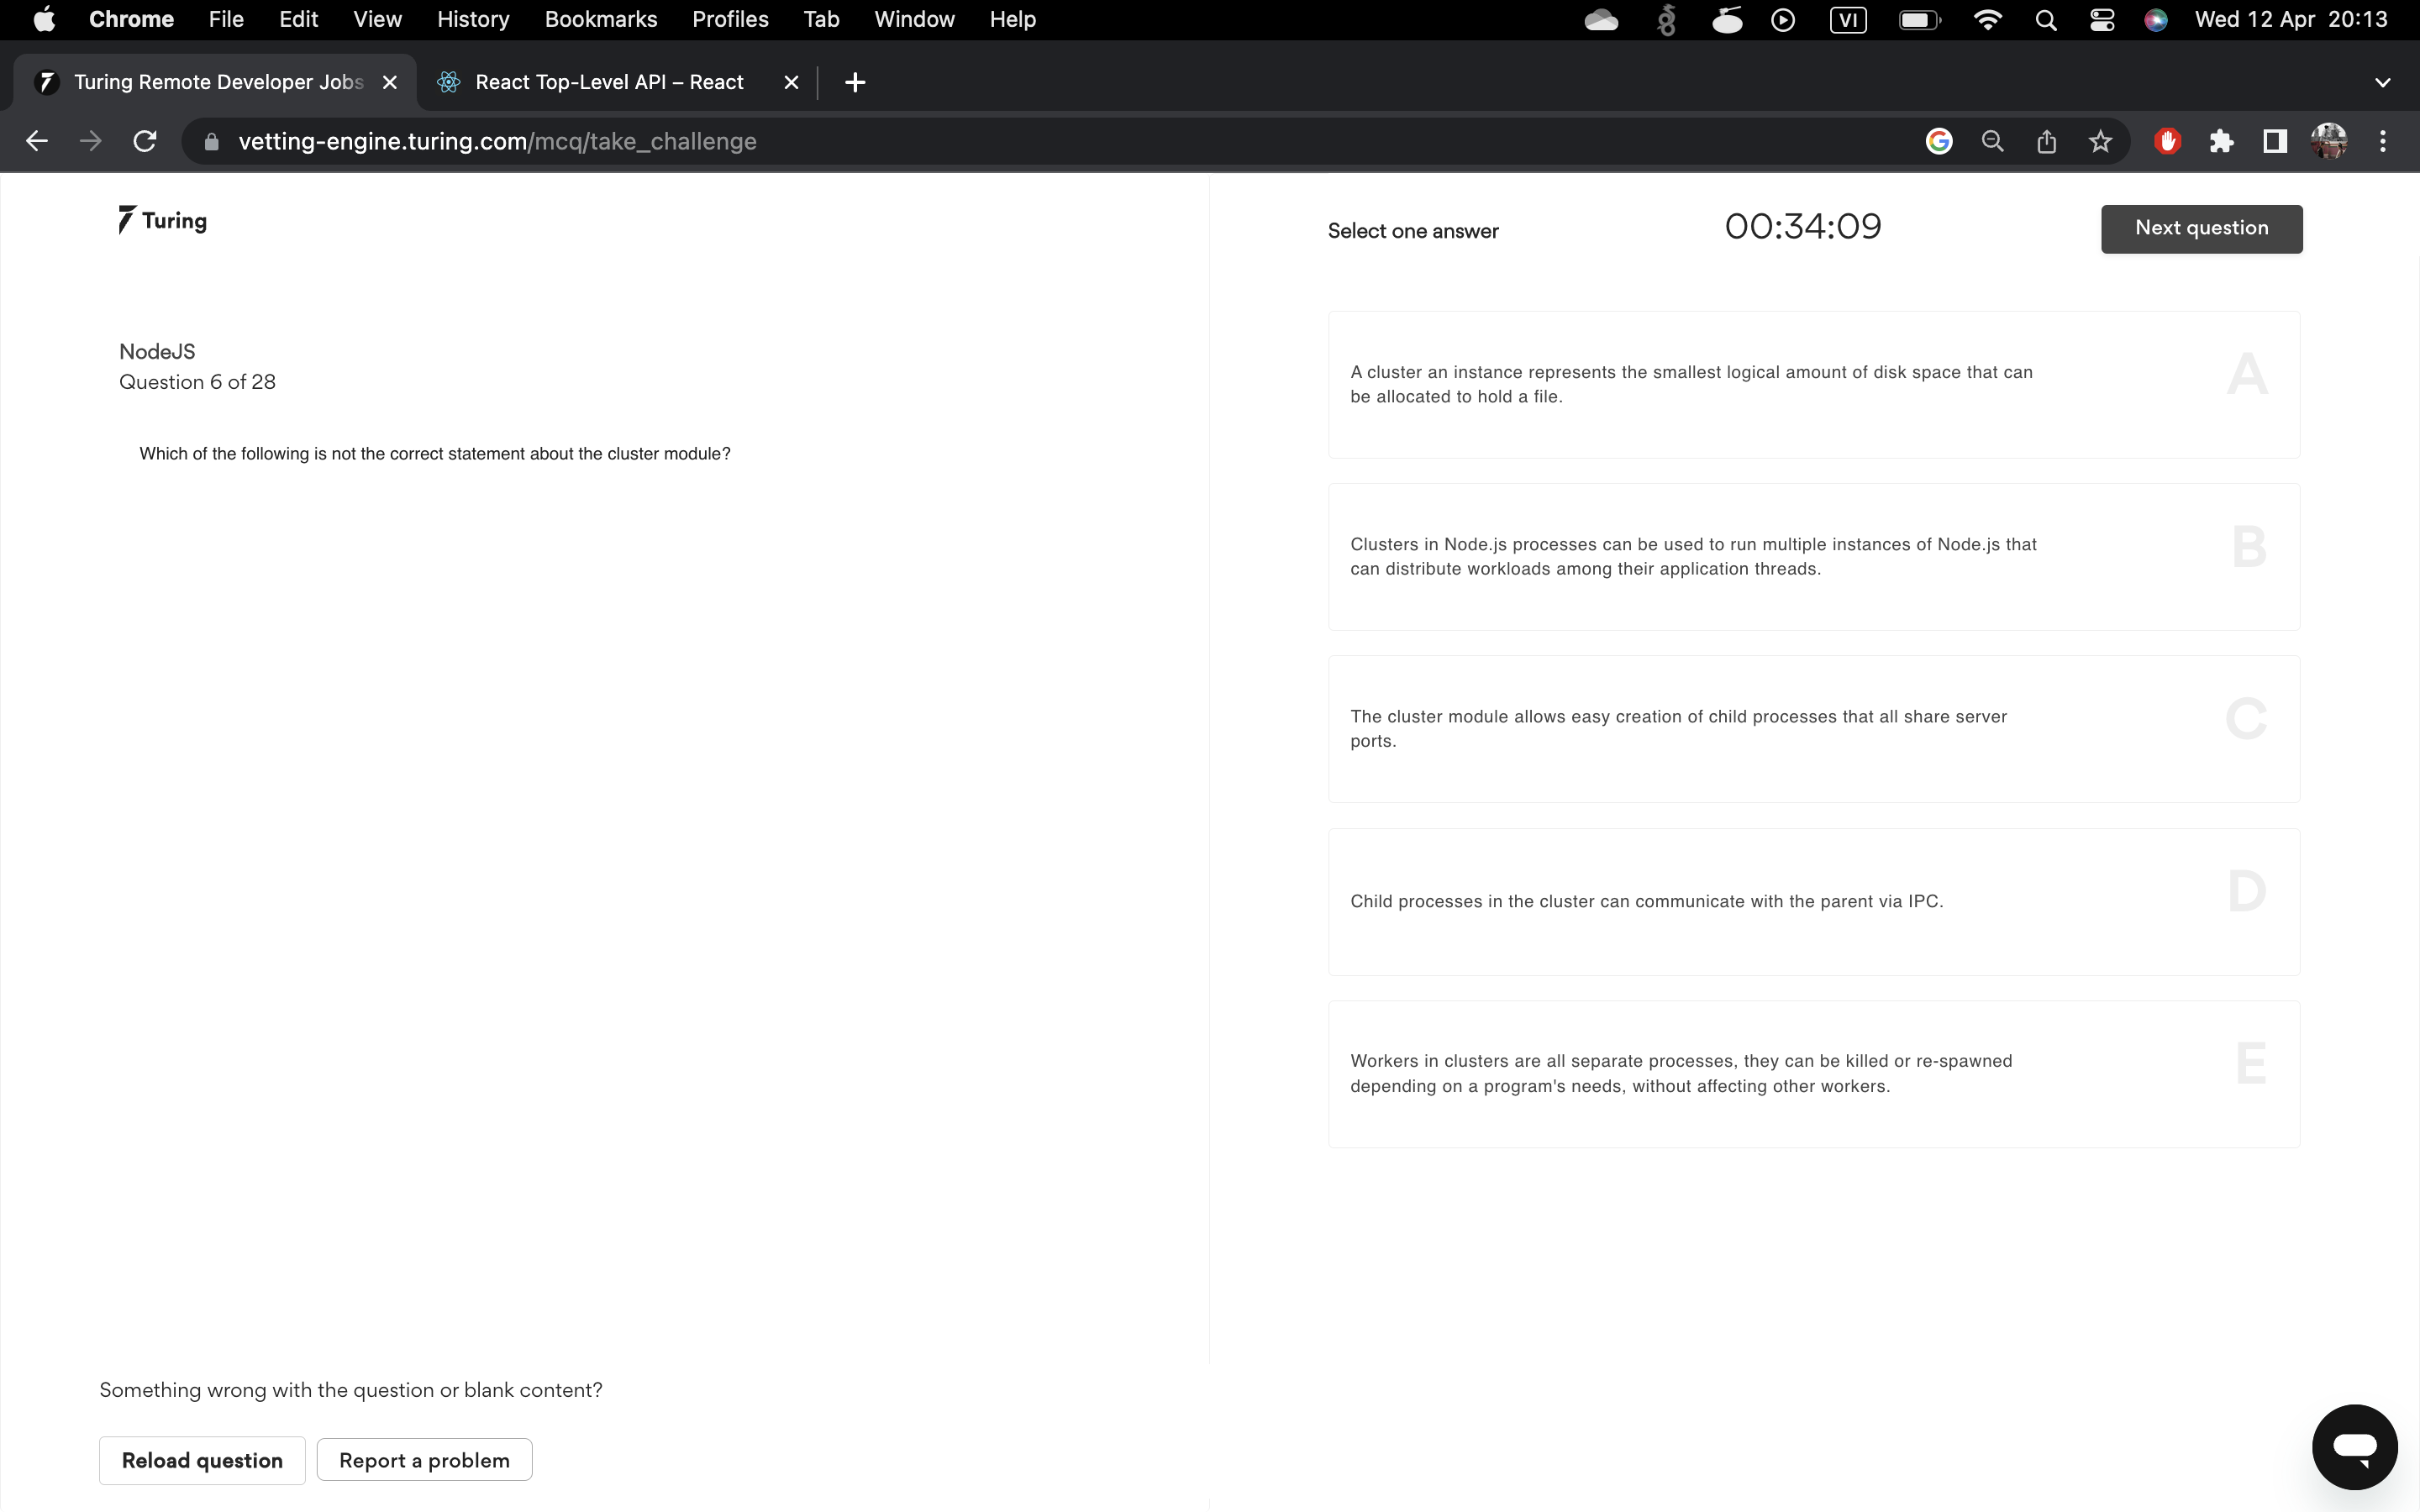 Chrome File Edit View History Bookmarks Profiles Tab Window Help VI Wed 12 Apr 20:13
Turing Remote Developer Jobs React Top-Level API – React
vetting-engine.turing.com/mcq/take_challenge
Turing
Select one answer 00:34:09 Next question
NodeJS
Question 6 of 28
Which of the following is not the correct statement about the cluster module?
A cluster an instance represents the smallest logical amount of disk space that can
be allocated to hold a file.
A
Clusters in Node.js processes can be used to run multiple instances of Node.js that
can distribute workloads among their application threads.
B
The cluster module allows easy creation of child processes that all share server
ports.
C
Child processes in the cluster can communicate with the parent via IPC.
D
Workers in clusters are all separate processes, they can be killed or re-spawned
depending on a program's needs, without affecting other workers.
E
Something wrong with the question or blank content?
Reload question Report a problem